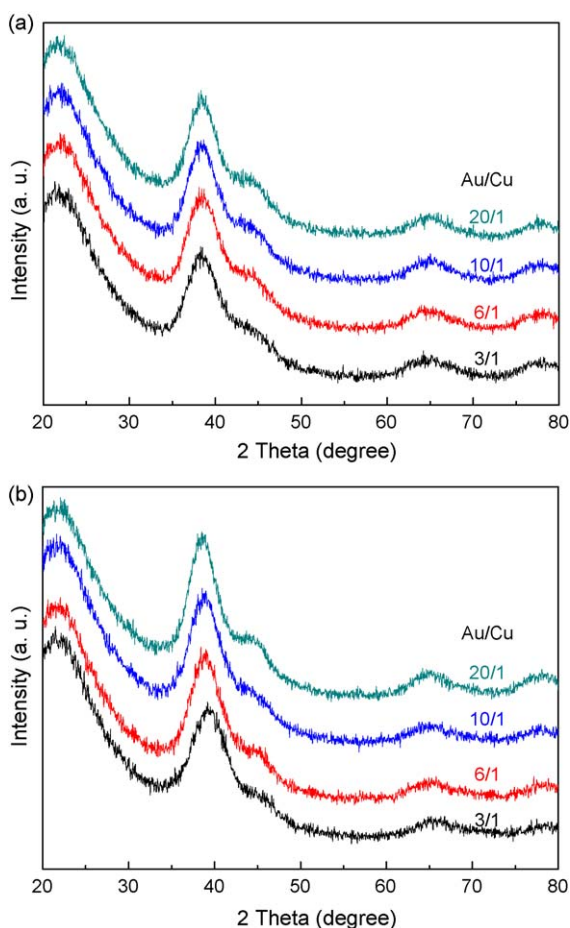 (a)
Intensity (a. u.)
Au/Cu
20/1
10/1
6/1
3/1
20 30 40 50 60 70 80
2 Theta (degree)
(b)
Intensity (a. u.)
Au/Cu
20/1
10/1
6/1
3/1
20 30 40 50 60 70 80
2 Theta (degree)